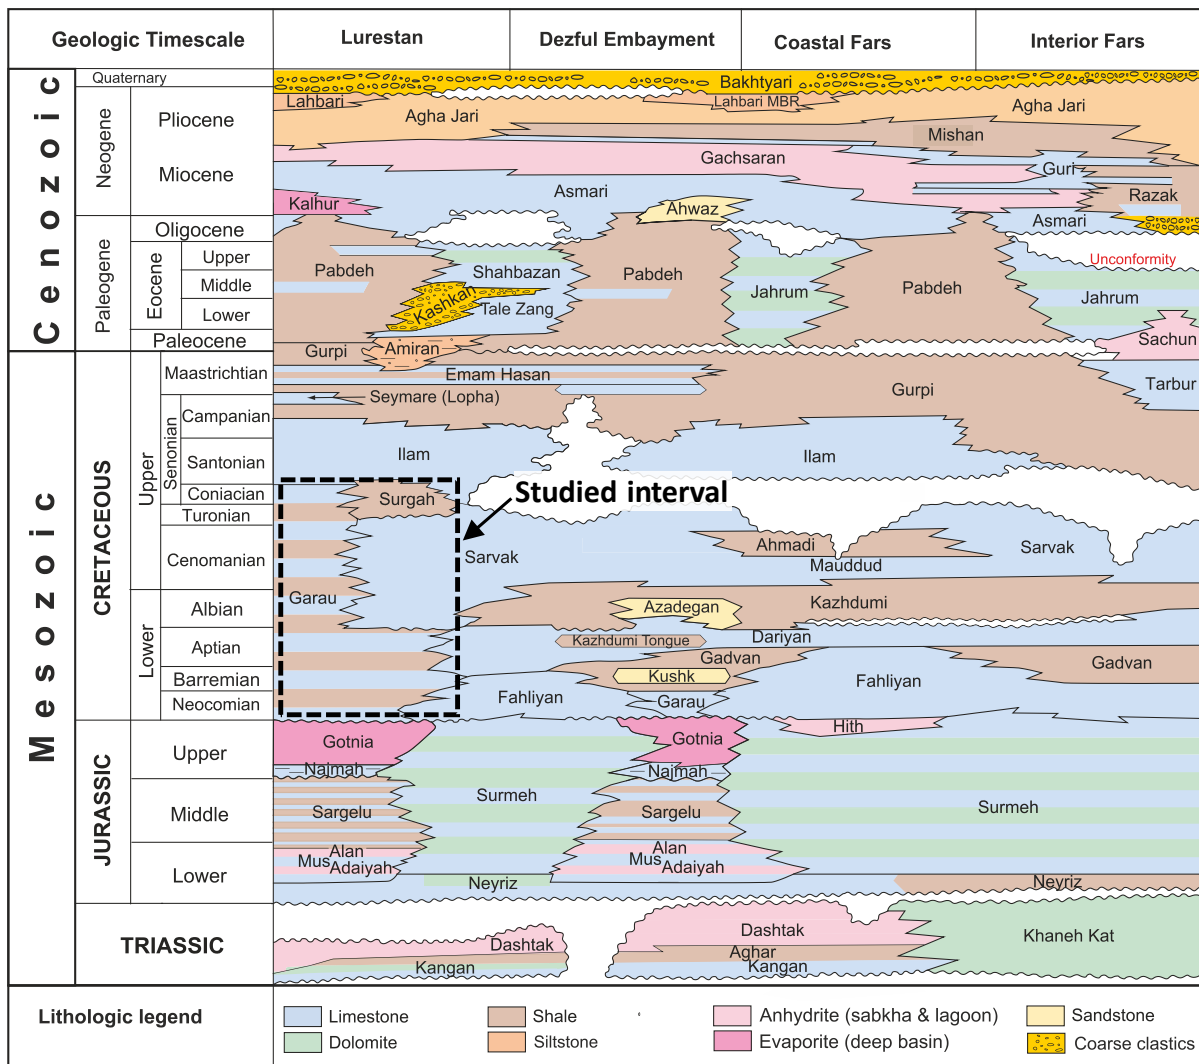 Geologic Timescale
Lurestan
Dezful Embayment
Coastal Fars
Interior Fars
Cenozoic
Mesozoic
Quaternary
Neogene
Pliocene
Miocene
Paleogene
Oligocene
Eocene
Upper
Middle
Lower
Paleocene
CRETACEOUS
Upper
Senonian
Maastrichtian
Campanian
Santonian
Coniacian
Turonian
Cenomanian
Lower
Albian
Aptian
Barremian
Neocomian
JURASSIC
Upper
Middle
Lower
TRIASSIC
Bakhtyari
Lahbari
Agha Jari
Lahbari MBR
Agha Jari
Mishan
Gachsaran
Guri
Asmari
Razak
Kalhur
Ahwaz
Asmari
Unconformity
Pabdeh
Shahbazan
Pabdeh
Jahrum
Pabdeh
Jahrum
Kashkan
Tale Zang
Sachun
Gurpi
Amiran
Emam Hasan
Seymare (Lopha)
Gurpi
Tarbur
Ilam
Ilam
Surgah
Studied interval
Sarvak
Ahmadi
Sarvak
Mauddud
Garau
Azadegan
Kazhdumi
Kazhdumi Tongue
Dariyan
Gadvan
Gadvan
Kushk
Fahliyan
Fahliyan
Garau
Gotnia
Gotnia
Hith
Najmah
Najmah
Surmeh
Surmeh
Sargelu
Sargelu
Alan
Mus
Adaiyah
Alan
Mus
Adaiyah
Neyriz
Neyriz
Dashtak
Dashtak
Khaneh Kat
Aghar
Kangan
Kangan
Lithologic legend
Limestone
Shale
Anhydrite (sabkha & lagoon)
Sandstone
Dolomite
Siltstone
Evaporite (deep basin)
Coarse clastics